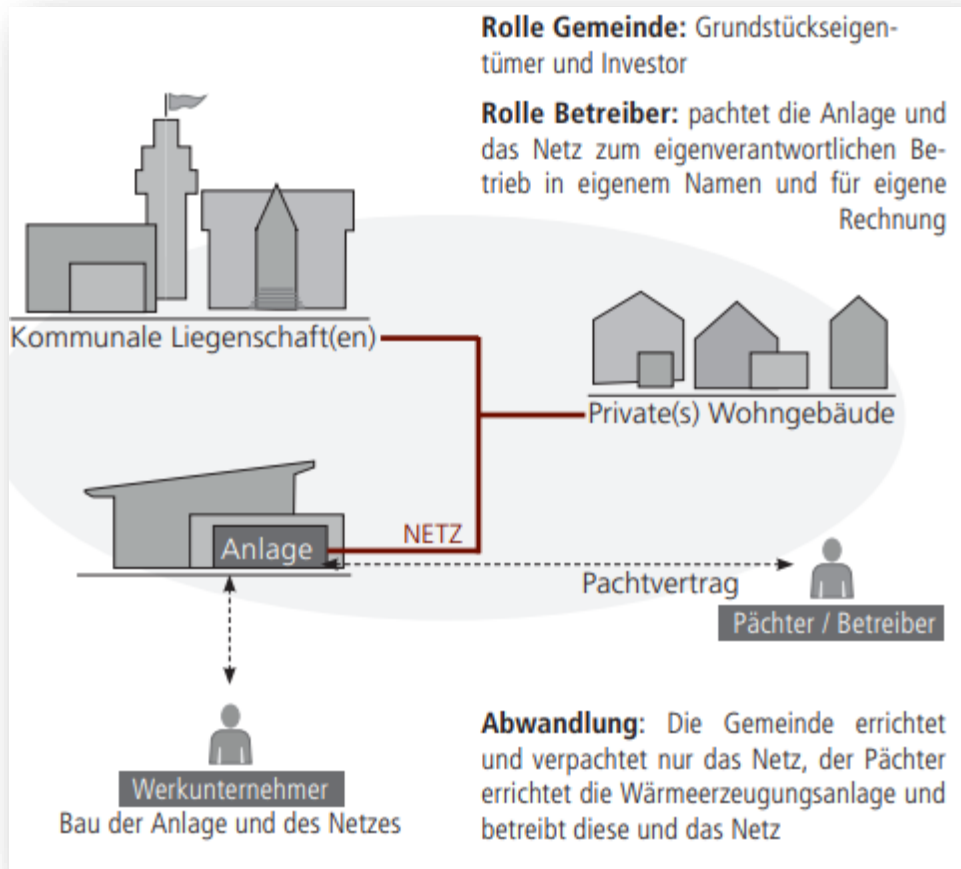 Rolle Gemeinde: Grundstückseigen-
tümer und Investor
Rolle Betreiber: pachtet die Anlage und
das Netz zum eigenverantwortlichen Be-
trieb in eigenem Namen und für eigene
Rechnung
Kommunale Liegenschaft(en)
Private(s) Wohngebäude
Anlage
NETZ
Pachtvertrag
Pächter / Betreiber
Werkunternehmer
Bau der Anlage und des Netzes
Abwandlung: Die Gemeinde errichtet
und verpachtet nur das Netz, der Pächter
errichtet die Wärmeerzeugungsanlage und
betreibt diese und das Netz